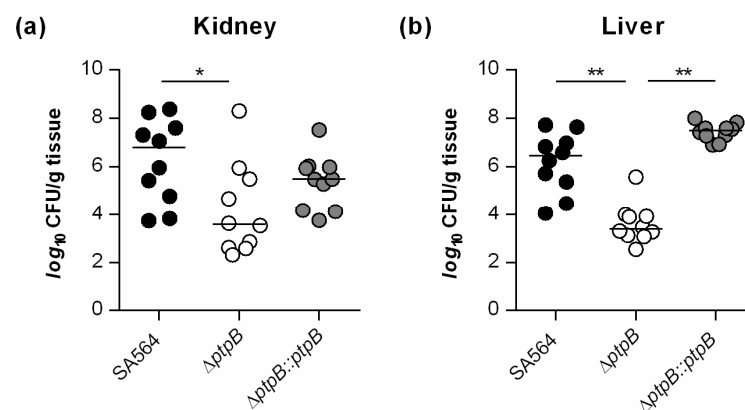 (a) Kidney
log10 CFU/g tissue
10
8
6
4
2
0
*
SA564
ΔptpB
ΔptpB::ptpB
(b) Liver
log10 CFU/g tissue
10
8
6
4
2
0
** **
SA564
ΔptpB
ΔptpB::ptpB